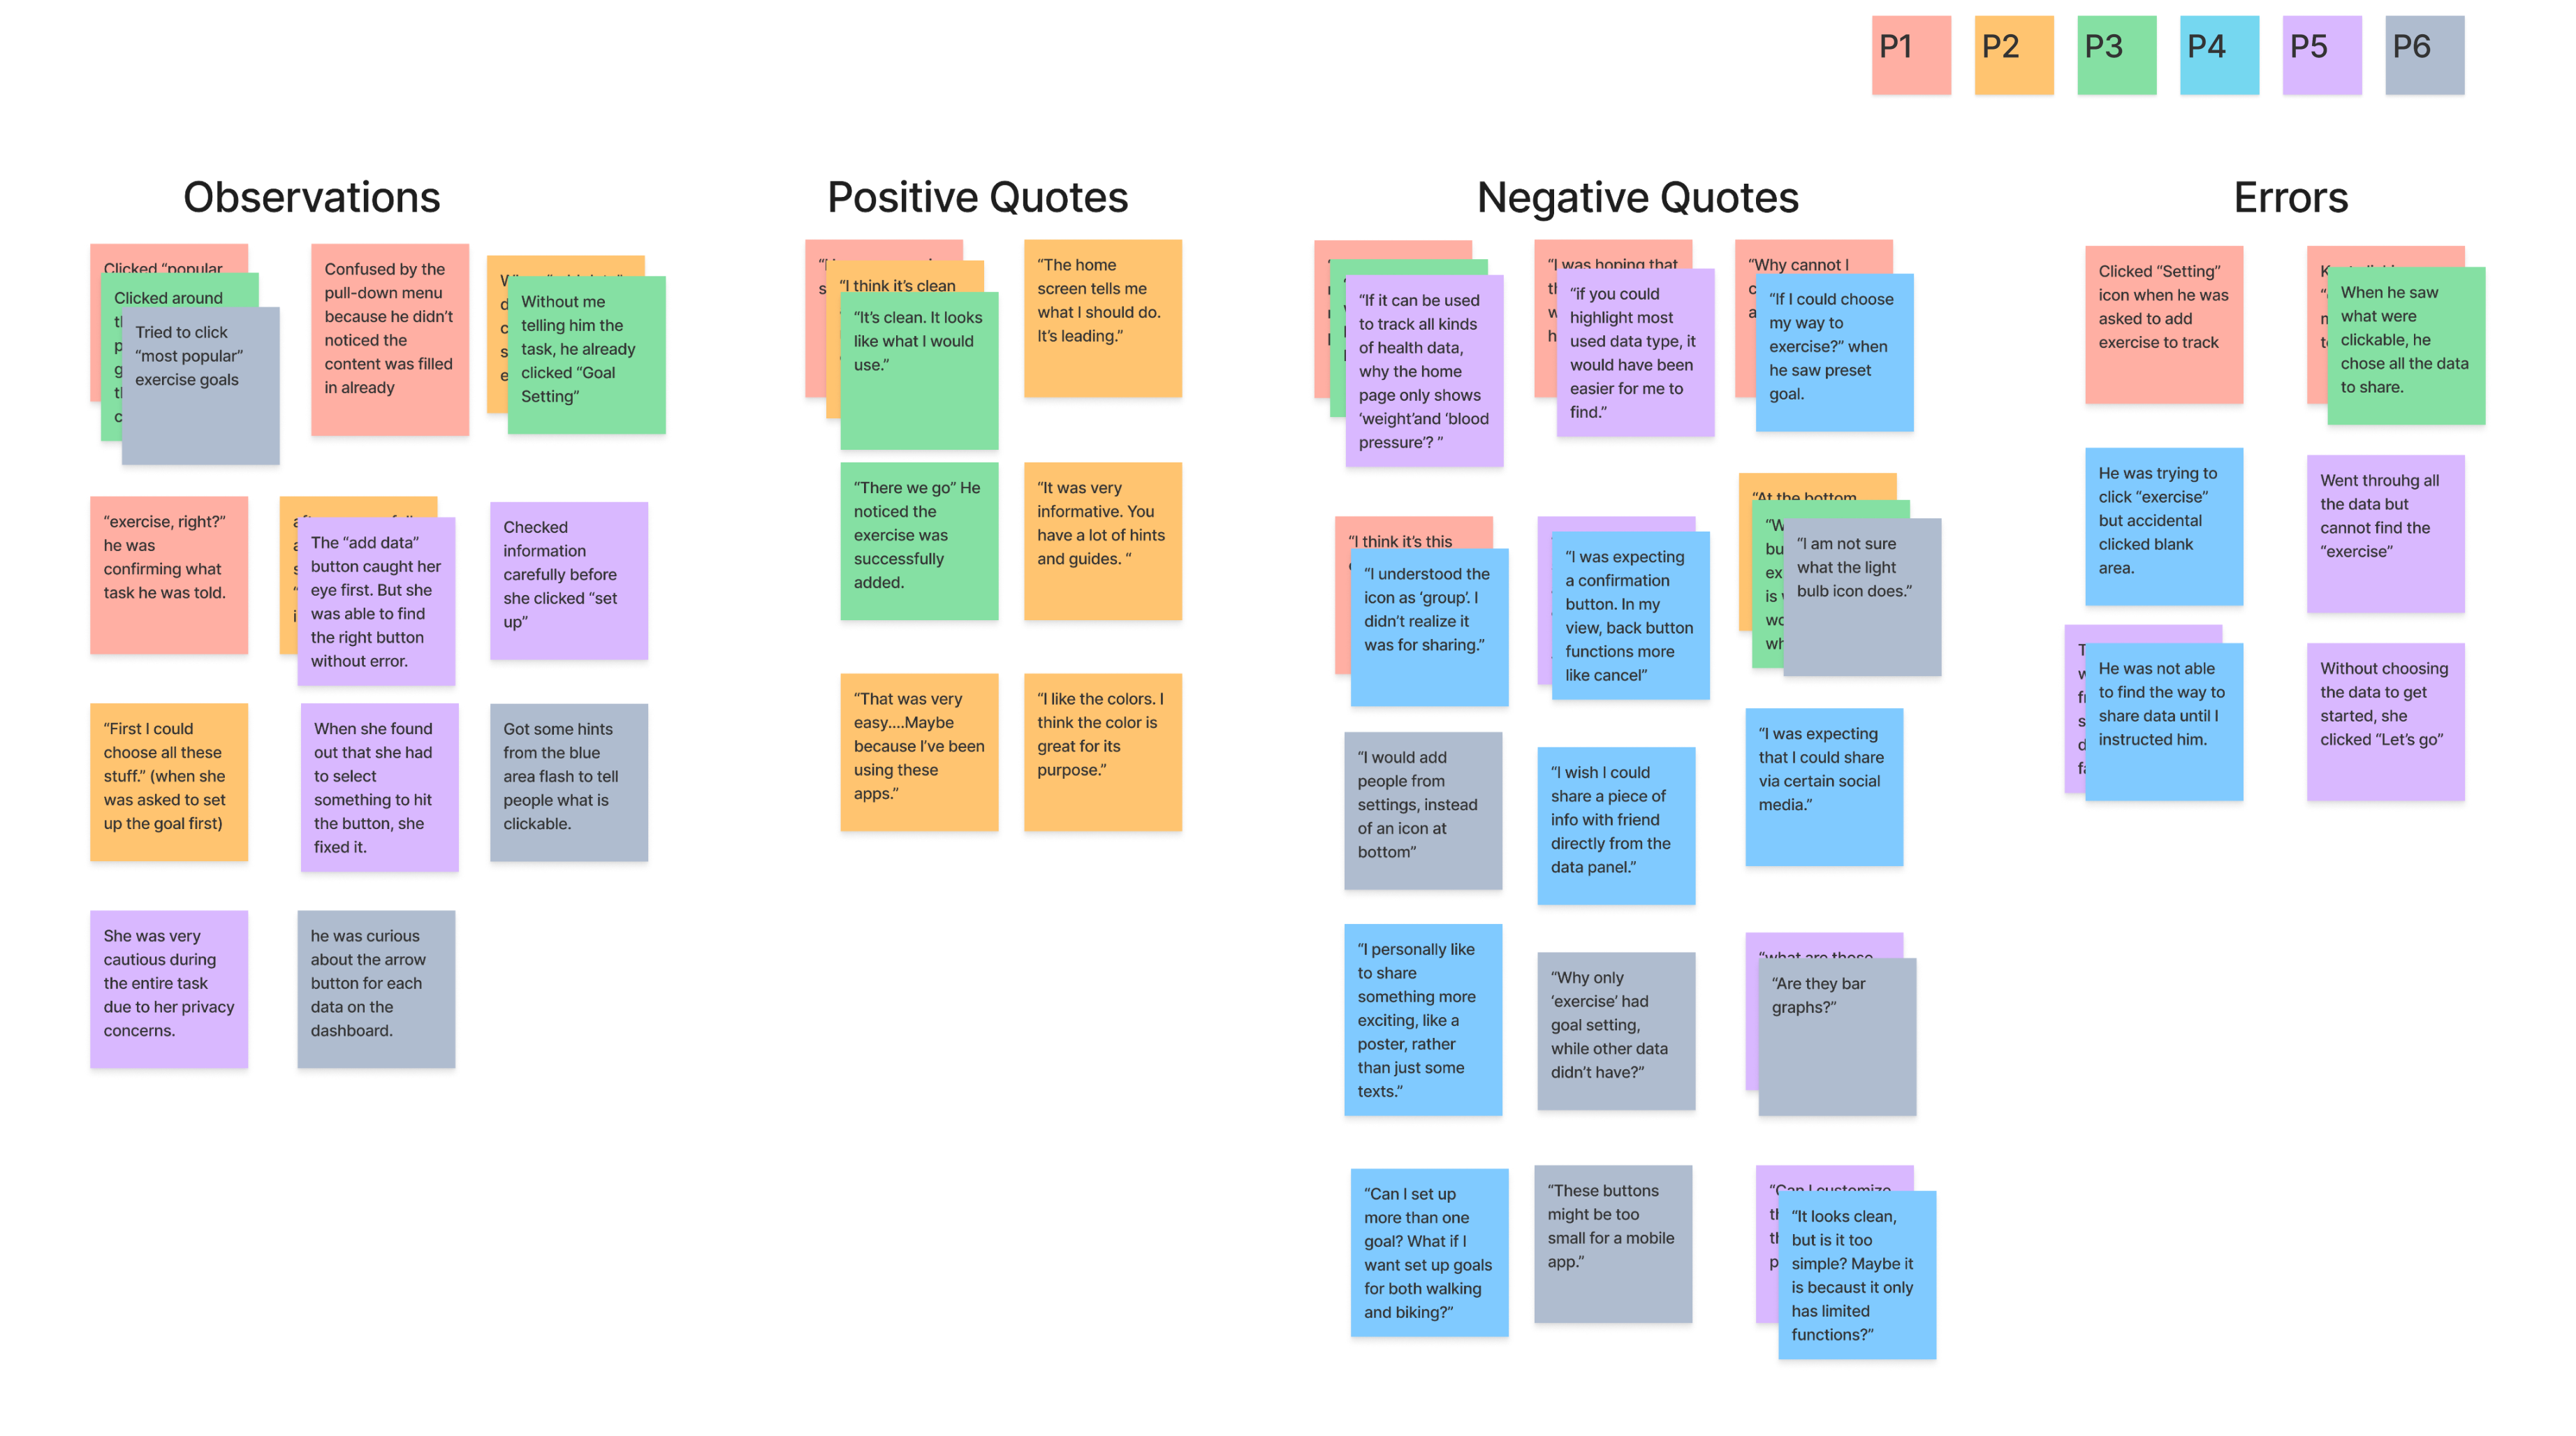 P1
P2
P3
P4
P5
P6
Observations
Clicked “popular
Clicked around
Tried to click
“most popular”
exercise goals
Confused by the
pull-down menu
because he didn’t
noticed the
content was filled
in already
Without me
telling him the
task, he already
clicked “Goal
Setting”
“exercise, right?”
he was
confirming what
task he was told.
The “add data”
button caught her
eye first. But she
was able to find
the right button
without error.
Checked
information
carefully before
she clicked “set
up”
“First I could
choose all these
stuff.” (when she
was asked to set
up the goal first)
When she found
out that she had
to select
something to hit
the button, she
fixed it.
Got some hints
from the blue
area flash to tell
people what is
clickable.
She was very
cautious during
the entire task
due to her privacy
concerns.
he was curious
about the arrow
button for each
data on the
dashboard.
Positive Quotes
“I think it’s clean
“It’s clean. It looks
like what I would
use.”
“The home
screen tells me
what I should do.
It’s leading.”
“There we go” He
noticed the
exercise was
successfully
added.
“It was very
informative. You
have a lot of hints
and guides. “
“That was very
easy....Maybe
because I’ve been
using these
apps.”
“I like the colors. I
think the color is
great for its
purpose.”
Negative Quotes
“If it can be used
to track all kinds
of health data,
why the home
page only shows
‘weight’and ‘blood
pressure’? ”
“I was hoping that
“if you could
highlight most
used data type, it
would have been
easier for me to
find.”
“Why cannot I
“If I could choose
my way to
exercise?” when
he saw preset
goal.
“I think it’s this
“I understood the
icon as ‘group’. I
didn’t realize it
was for sharing.”
“I was expecting
a confirmation
button. In my
view, back button
functions more
like cancel”
“At the bottom
“I am not sure
what the light
bulb icon does.”
“I would add
people from
settings, instead
of an icon at
bottom”
“I wish I could
share a piece of
info with friend
directly from the
data panel.”
“I was expecting
that I could share
via certain social
media.”
“I personally like
to share
something more
exciting, like a
poster, rather
than just some
texts.”
“Why only
‘exercise’ had
goal setting,
while other data
didn’t have?”
“what are those
“Are they bar
graphs?”
“Can I set up
more than one
goal? What if I
want set up goals
for both walking
and biking?”
“These buttons
might be too
small for a mobile
app.”
“Can I customize
“It looks clean,
but is it too
simple? Maybe it
is becaust it only
has limited
functions?”
Errors
Clicked “Setting”
icon when he was
asked to add
exercise to track
When he saw
what were
clickable, he
chose all the data
to share.
He was trying to
click “exercise”
but accidental
clicked blank
area.
Went throuhg all
the data but
cannot find the
“exercise”
He was not able
to find the way to
share data until I
instructed him.
Without choosing
the data to get
started, she
clicked “Let’s go”